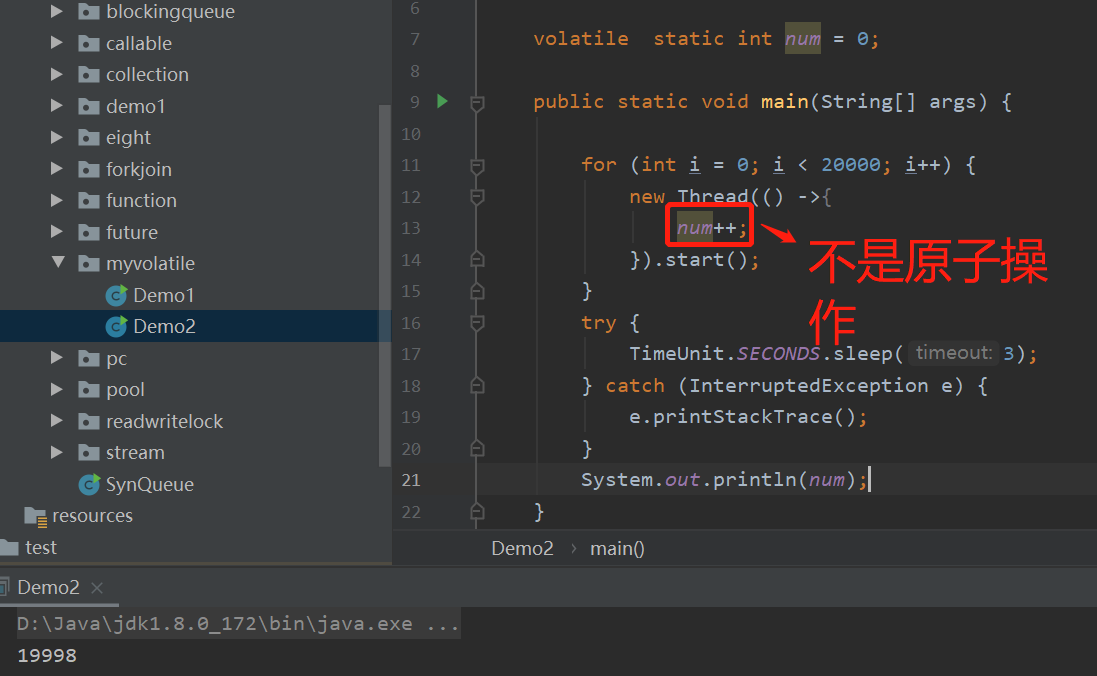 blockingqueue
callable
collection
demo1
eight
forkjoin
function
future
myvolatile
Demo1
Demo2
pc
pool
readwritelock
stream
SynQueue
resources
test
6
7 volatile static int num = 0;
8
9 public static void main(String[] args) {
10
11 for (int i = 0; i < 20000; i++) {
12 new Thread(() ->{
13 num++;
不是原子操
作
14 }).start();
15 }
16 try {
17 TimeUnit.SECONDS.sleep( timeout: 3);
18 } catch (InterruptedException e) {
19 e.printStackTrace();
20 }
21 System.out.println(num);
22 }
Demo2 › main()
Demo2 ×
D:\Java\jdk1.8.0_172\bin\java.exe ...
19998